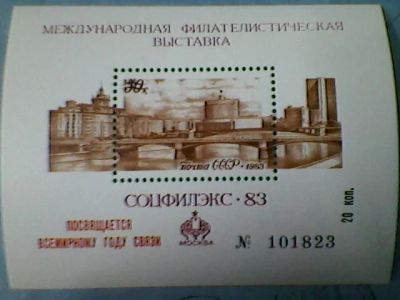 МЕЖДУНАРОДНАЯ ФИЛАТЕЛИСТИЧЕСКАЯ
ВЫСТАВКА
50к
почта СССР·1983
СОЦФИЛЭКС·83
ПОСВЯЩАЕТСЯ
ВСЕМИРНОМУ ГОДУ СВЯЗИ
МОСКВА
№ 101823
20 коп.